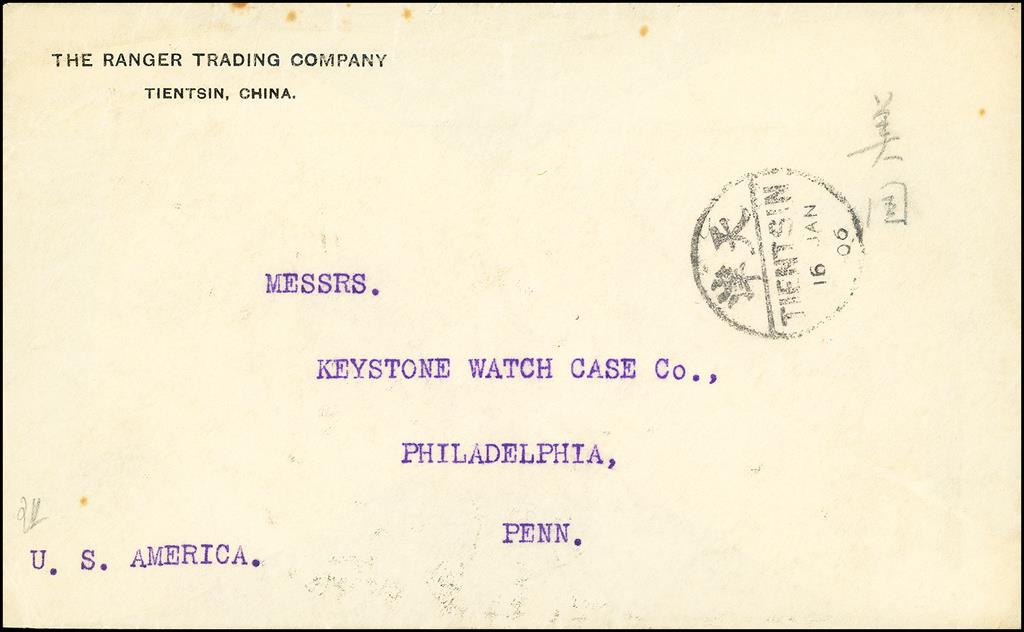 THE RANGER TRADING COMPANY
TIENTSIN, CHINA.
美国
天津
TIENTSIN
16 JAN
06
MESSRS.
KEYSTONE WATCH CASE Co.,
PHILADELPHIA,
PENN.
U. S. AMERICA.